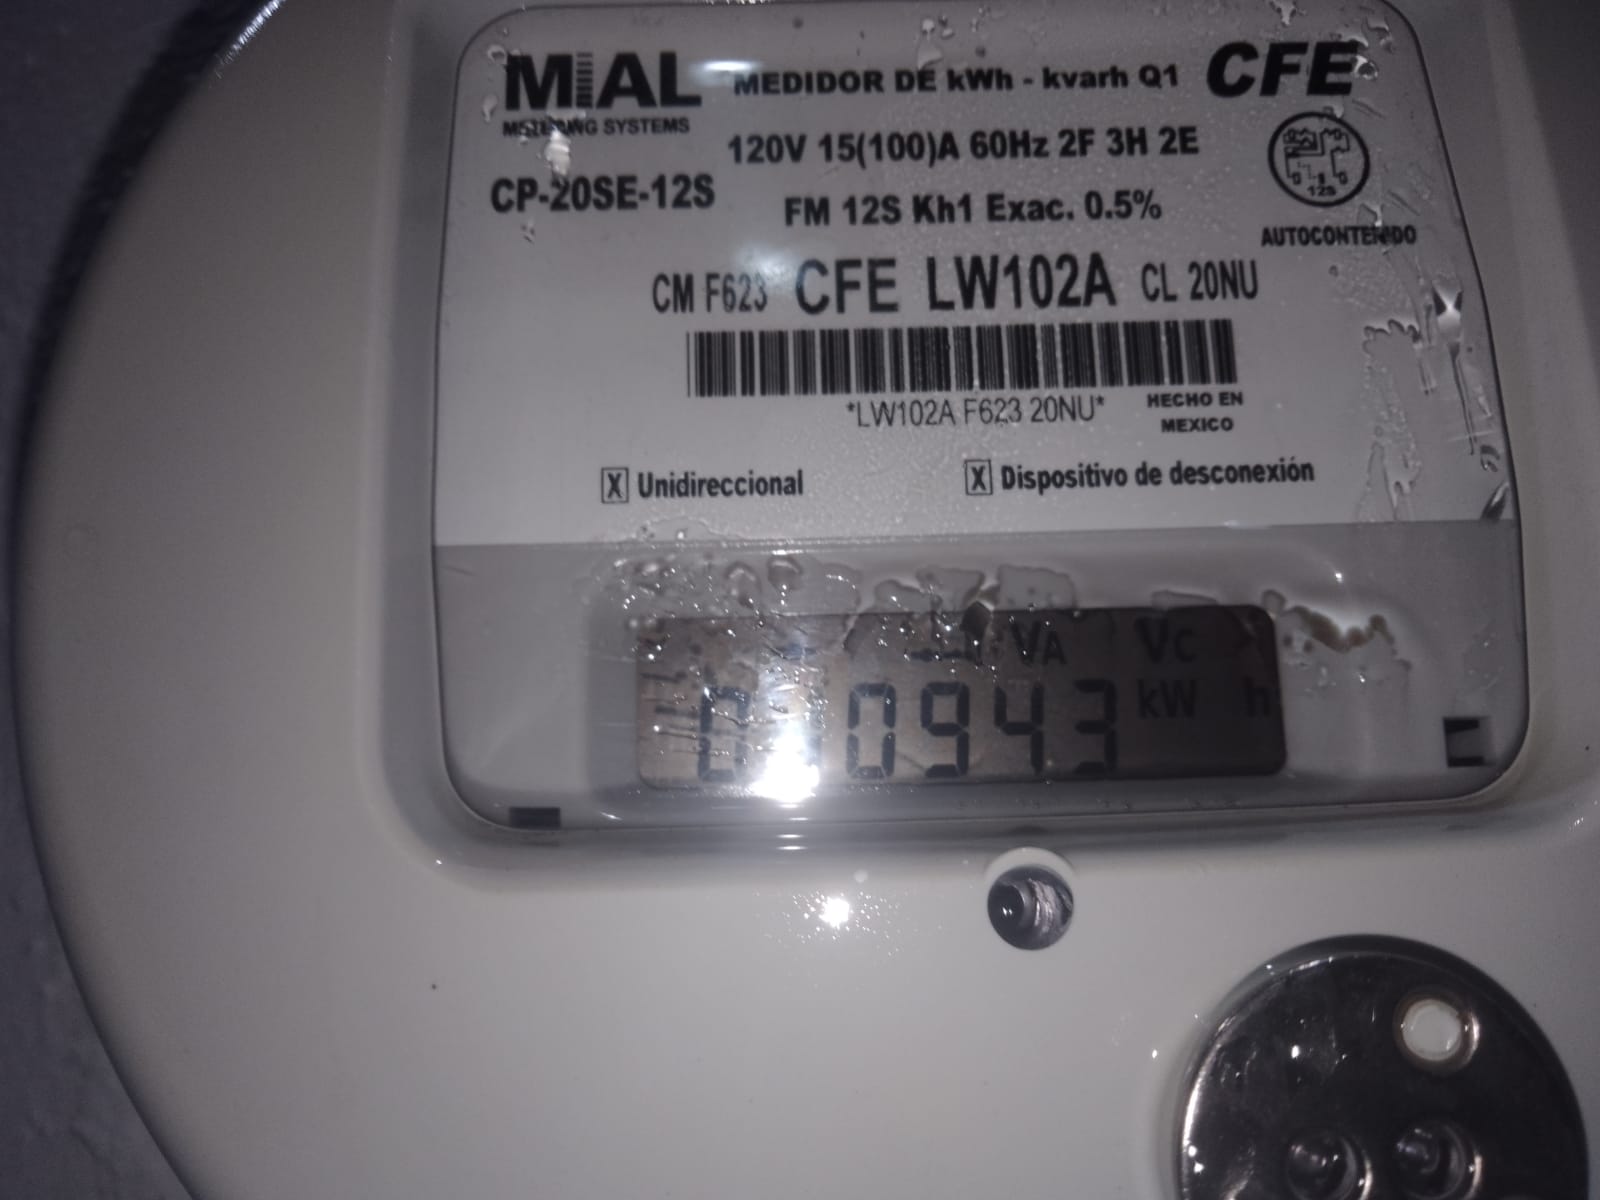 MIAL MEDIDOR DE kWh - kvarh Q1 CFE
METERING SYSTEMS
120V 15(100)A 60Hz 2F 3H 2E
CP-20SE-12S
FM 12S Kh1 Exac. 0.5%
12S
AUTOCONTENIDO
CM F623 CFE LW102A CL 20NU
*LW102A F623 20NU*
HECHO EN
MEXICO
X Unidireccional X Dispositivo de desconexión
VA VC
0943 kW h